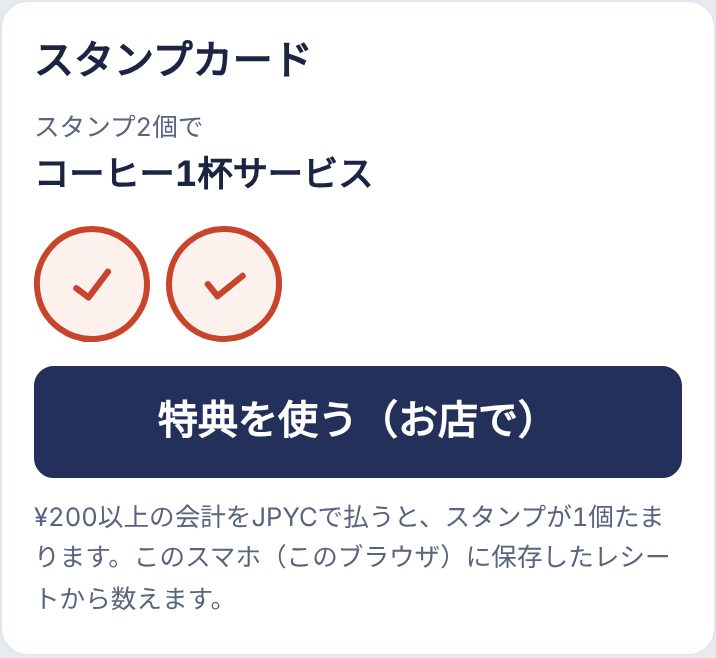 スタンプカード
スタンプ2個で
コーヒー1杯サービス
特典を使う（お店で）
¥200以上の会計をJPYCで払うと、スタンプが1個たま
ります。このスマホ（このブラウザ）に保存したレシー
トから数えます。